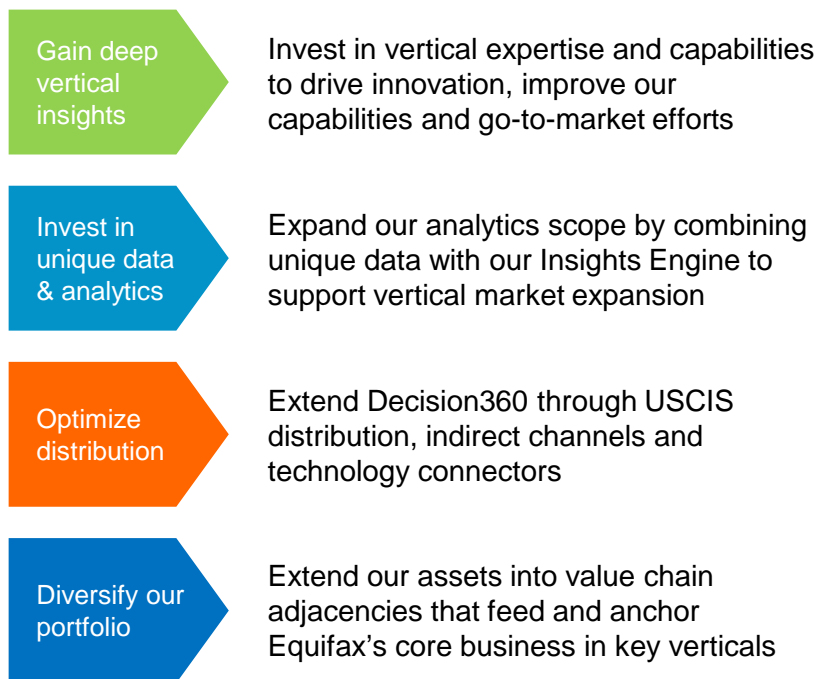 Gain deep
vertical
insights
Invest in vertical expertise and capabilities
to drive innovation, improve our
capabilities and go-to-market efforts
Invest in
unique data
& analytics
Expand our analytics scope by combining
unique data with our Insights Engine to
support vertical market expansion
Optimize
distribution
Extend Decision360 through USCIS
distribution, indirect channels and
technology connectors
Diversify our
portfolio
Extend our assets into value chain
adjacencies that feed and anchor
Equifax's core business in key verticals